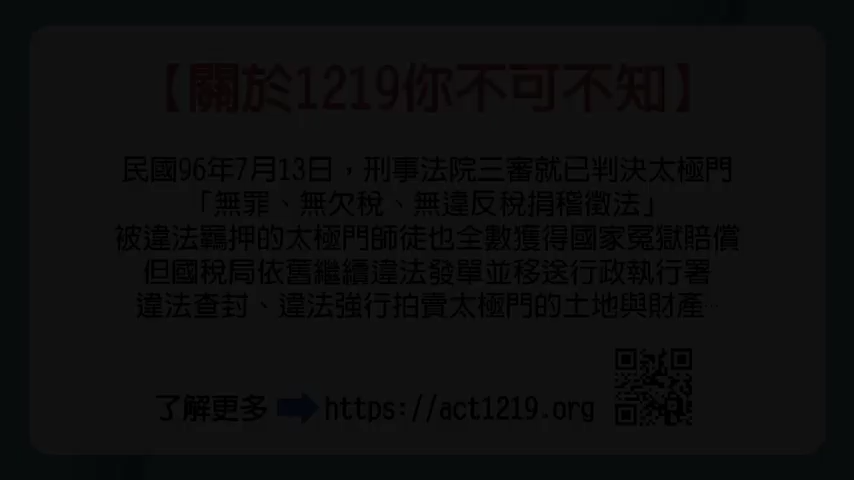 【關於1219你不可不知】
民國96年7月13日，刑事法院三審就已判決太極門
「無罪、無欠稅、無違反稅捐稽徵法」
被違法羈押的太極門師徒也全數獲得國家冤獄賠償
但國稅局依舊繼續違法發單並移送行政執行署
違法查封、違法強行拍賣太極門的土地與財產…
了解更多 ➡ https://act1219.org